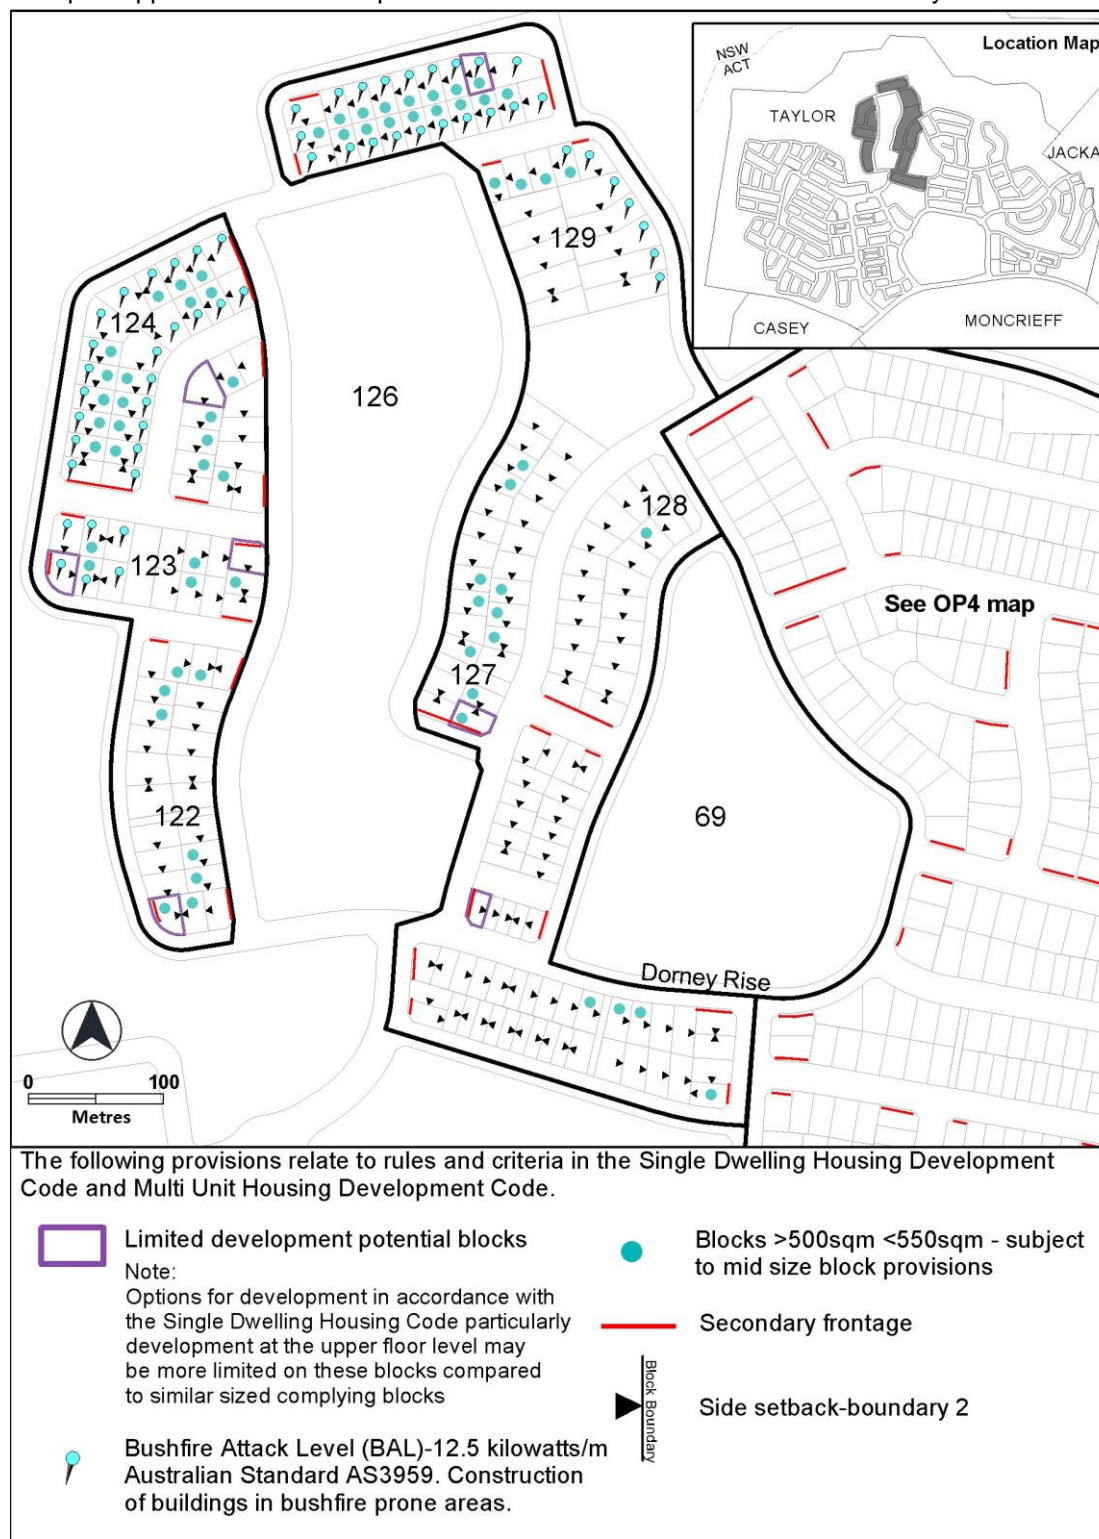 Location Map
NSW
ACT
TAYLOR
JACKA
CASEY
MONCRIEFF
129
124
126
128
123
See OP4 map
127
122
69
Dorney Rise
0 100
Metres
The following provisions relate to rules and criteria in the Single Dwelling Housing Development
Code and Multi Unit Housing Development Code.
Limited development potential blocks
Note:
Options for development in accordance with
the Single Dwelling Housing Code particularly
development at the upper floor level may
be more limited on these blocks compared
to similar sized complying blocks
Bushfire Attack Level (BAL)-12.5 kilowatts/m
Australian Standard AS3959. Construction
of buildings in bushfire prone areas.
Blocks >500sqm <550sqm - subject
to mid size block provisions
Secondary frontage
Block Boundary
Side setback-boundary 2